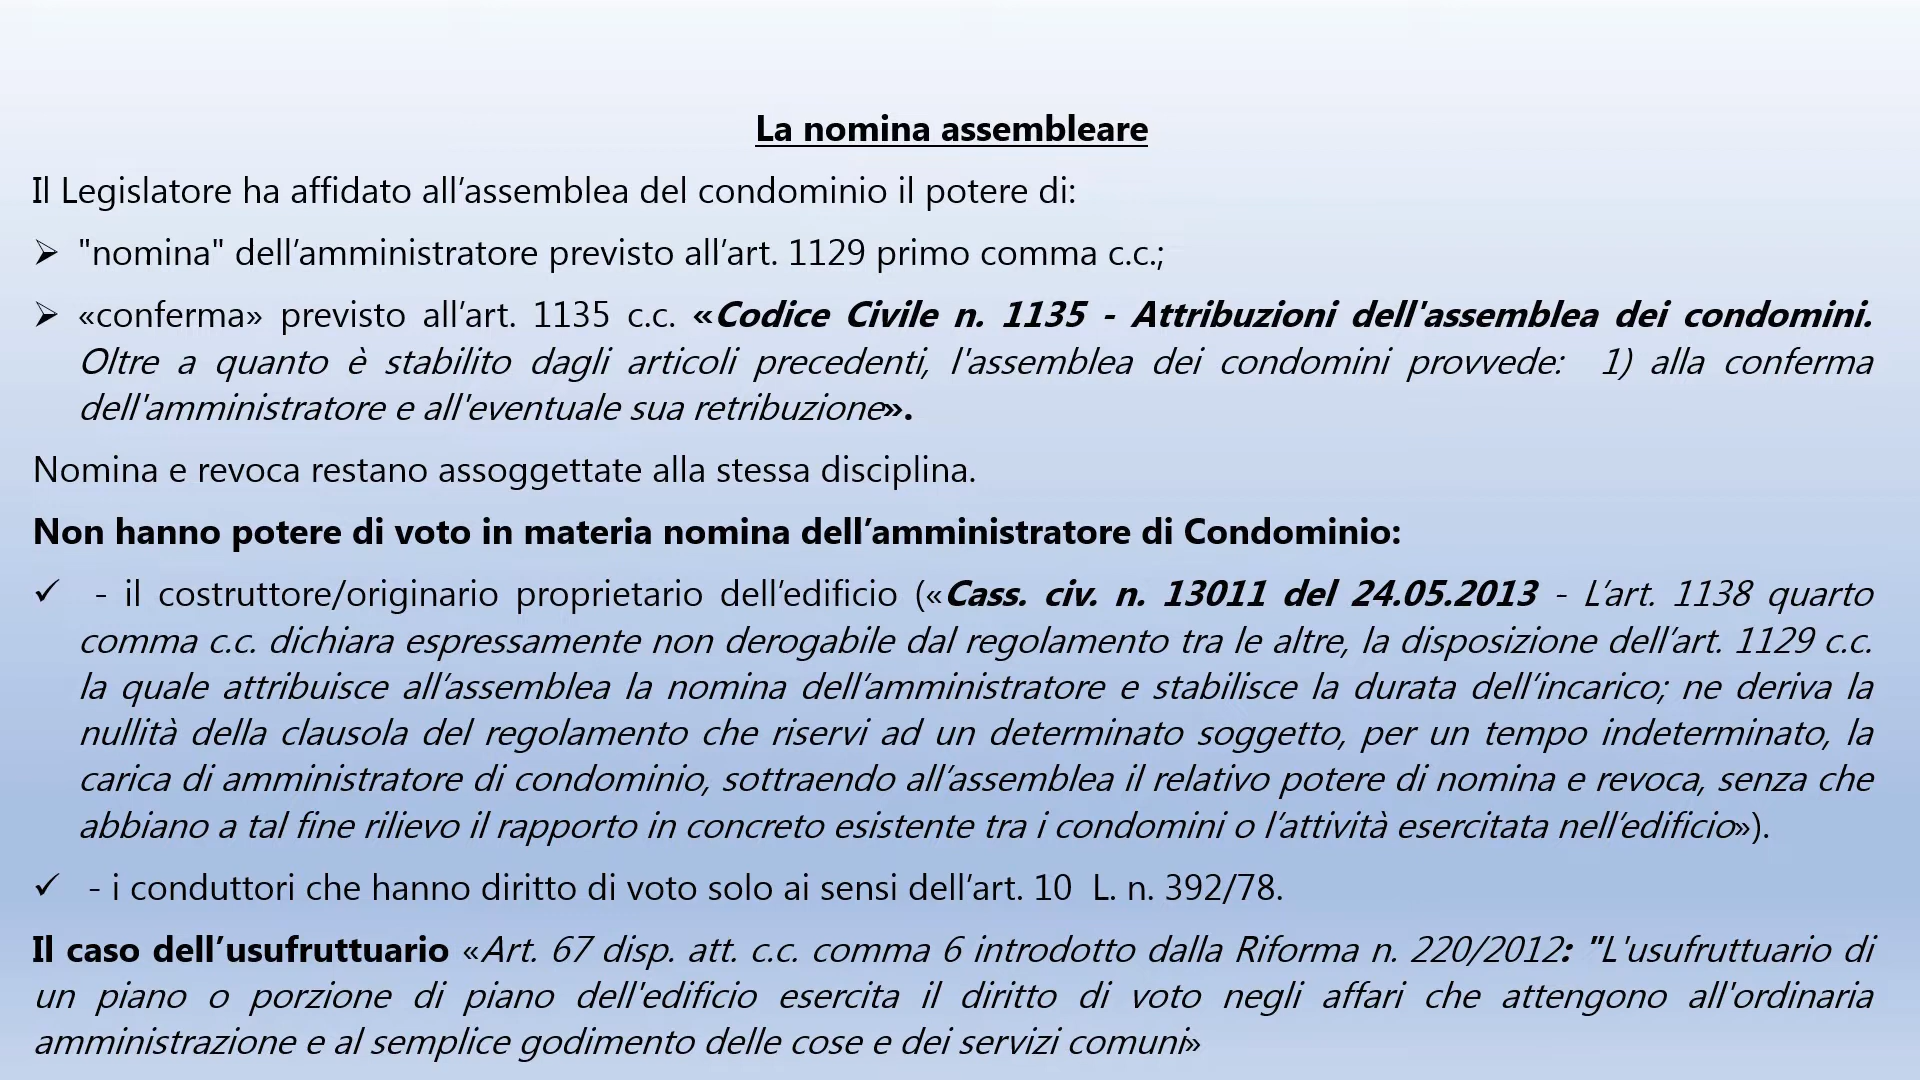 La nomina assembleare
Il Legislatore ha affidato all’assemblea del condominio il potere di:
➢ "nomina" dell’amministratore previsto all’art. 1129 primo comma c.c.;
➢ «conferma» previsto all’art. 1135 c.c. «Codice Civile n. 1135 - Attribuzioni dell'assemblea dei condomini.
Oltre a quanto è stabilito dagli articoli precedenti, l'assemblea dei condomini provvede: 1) alla conferma
dell'amministratore e all'eventuale sua retribuzione».
Nomina e revoca restano assoggettate alla stessa disciplina.
Non hanno potere di voto in materia nomina dell’amministratore di Condominio:
✓ - il costruttore/originario proprietario dell’edificio («Cass. civ. n. 13011 del 24.05.2013 - L’art. 1138 quarto
comma c.c. dichiara espressamente non derogabile dal regolamento tra le altre, la disposizione dell’art. 1129 c.c.
la quale attribuisce all’assemblea la nomina dell’amministratore e stabilisce la durata dell’incarico; ne deriva la
nullità della clausola del regolamento che riservi ad un determinato soggetto, per un tempo indeterminato, la
carica di amministratore di condominio, sottraendo all’assemblea il relativo potere di nomina e revoca, senza che
abbiano a tal fine rilievo il rapporto in concreto esistente tra i condomini o l’attività esercitata nell’edificio»).
✓ - i conduttori che hanno diritto di voto solo ai sensi dell’art. 10 L. n. 392/78.
Il caso dell’usufruttuario «Art. 67 disp. att. c.c. comma 6 introdotto dalla Riforma n. 220/2012: "L'usufruttuario di
un piano o porzione di piano dell'edificio esercita il diritto di voto negli affari che attengono all'ordinaria
amministrazione e al semplice godimento delle cose e dei servizi comuni»